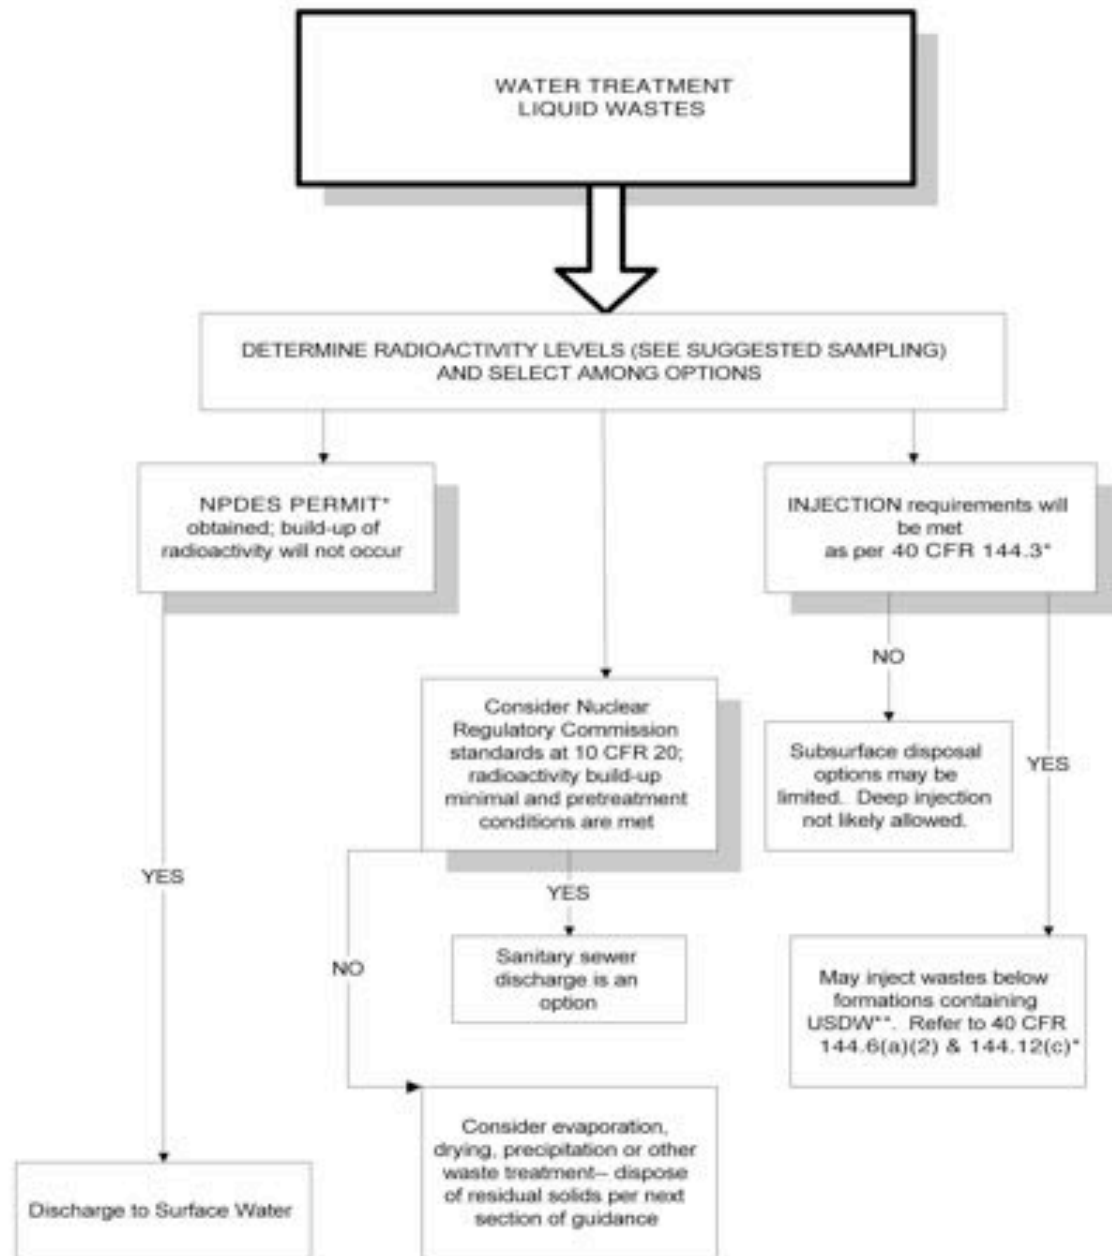 WATER TREATMENT
LIQUID WASTES
DETERMINE RADIOACTIVITY LEVELS (SEE SUGGESTED SAMPLING)
AND SELECT AMONG OPTIONS
NPDES PERMIT*
obtained; build-up of
radioactivity will not occur
INJECTION requirements will
be met
as per 40 CFR 144.3*
NO
Consider Nuclear
Regulatory Commission
standards at 10 CFR 20;
radioactivity build-up
minimal and pretreatment
conditions are met
Subsurface disposal
options may be
limited. Deep injection
not likely allowed.
YES
YES
YES
NO
Sanitary sewer
discharge is an
option
May inject wastes below
formations containing
USDW**. Refer to 40 CFR
144.6(a)(2) & 144.12(c)*
Consider evaporation,
drying, precipitation or other
waste treatment-- dispose
of residual solids per next
section of guidance
Discharge to Surface Water